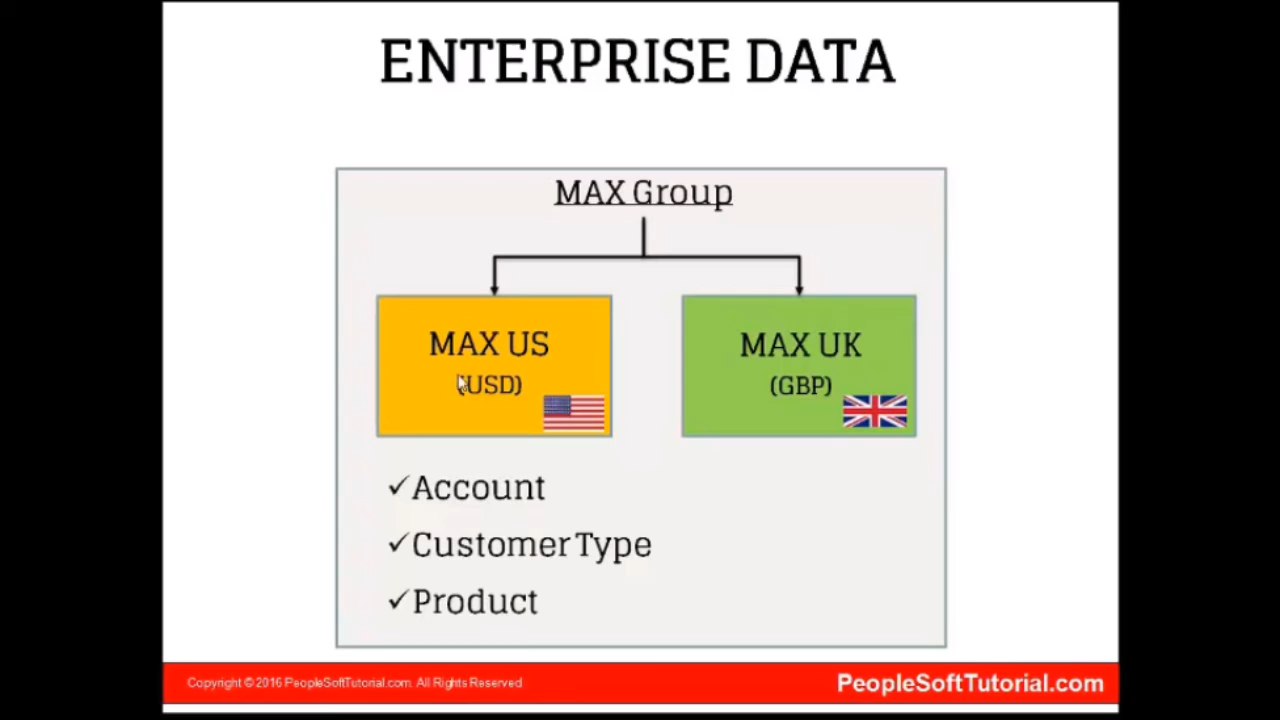 ENTERPRISE DATA
MAX Group
MAX US
(USD)
MAX UK
(GBP)
✓Account
✓Customer Type
✓Product
Copyright © 2016 PeopleSoftTutorial.com. All Rights Reserved
PeopleSoftTutorial.com